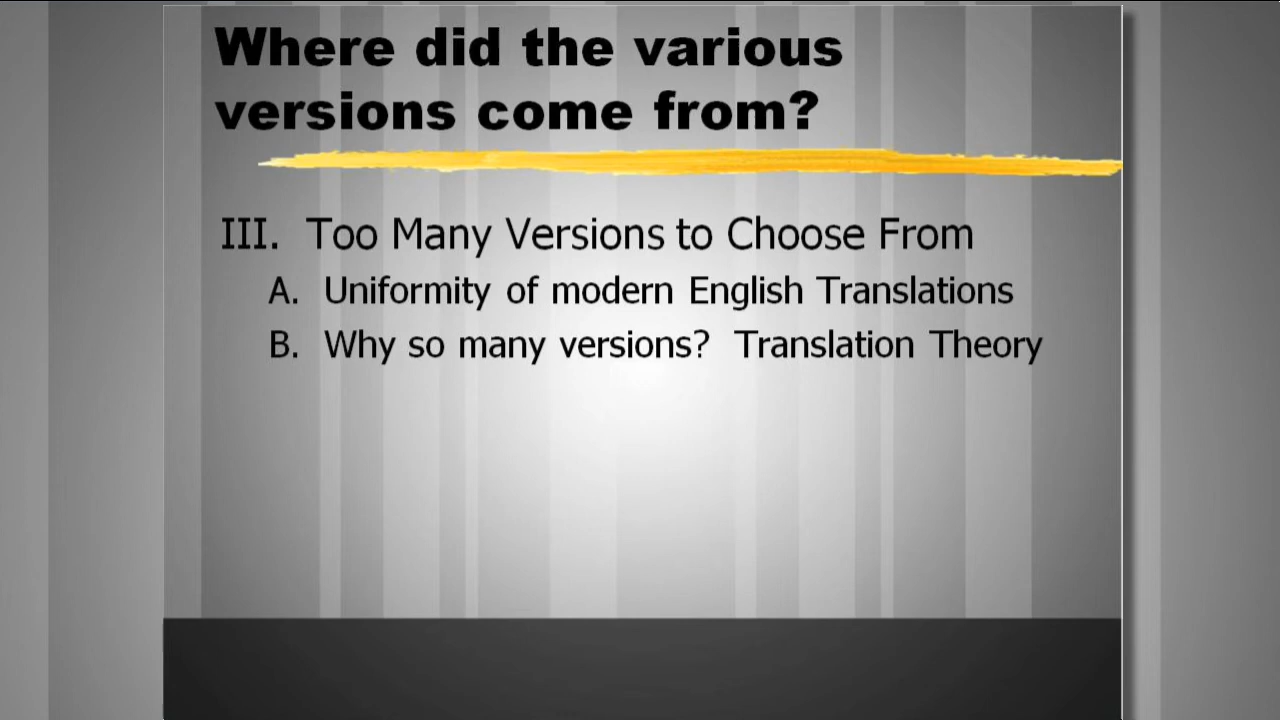 Where did the various
versions come from?
III. Too Many Versions to Choose From
A. Uniformity of modern English Translations
B. Why so many versions? Translation Theory